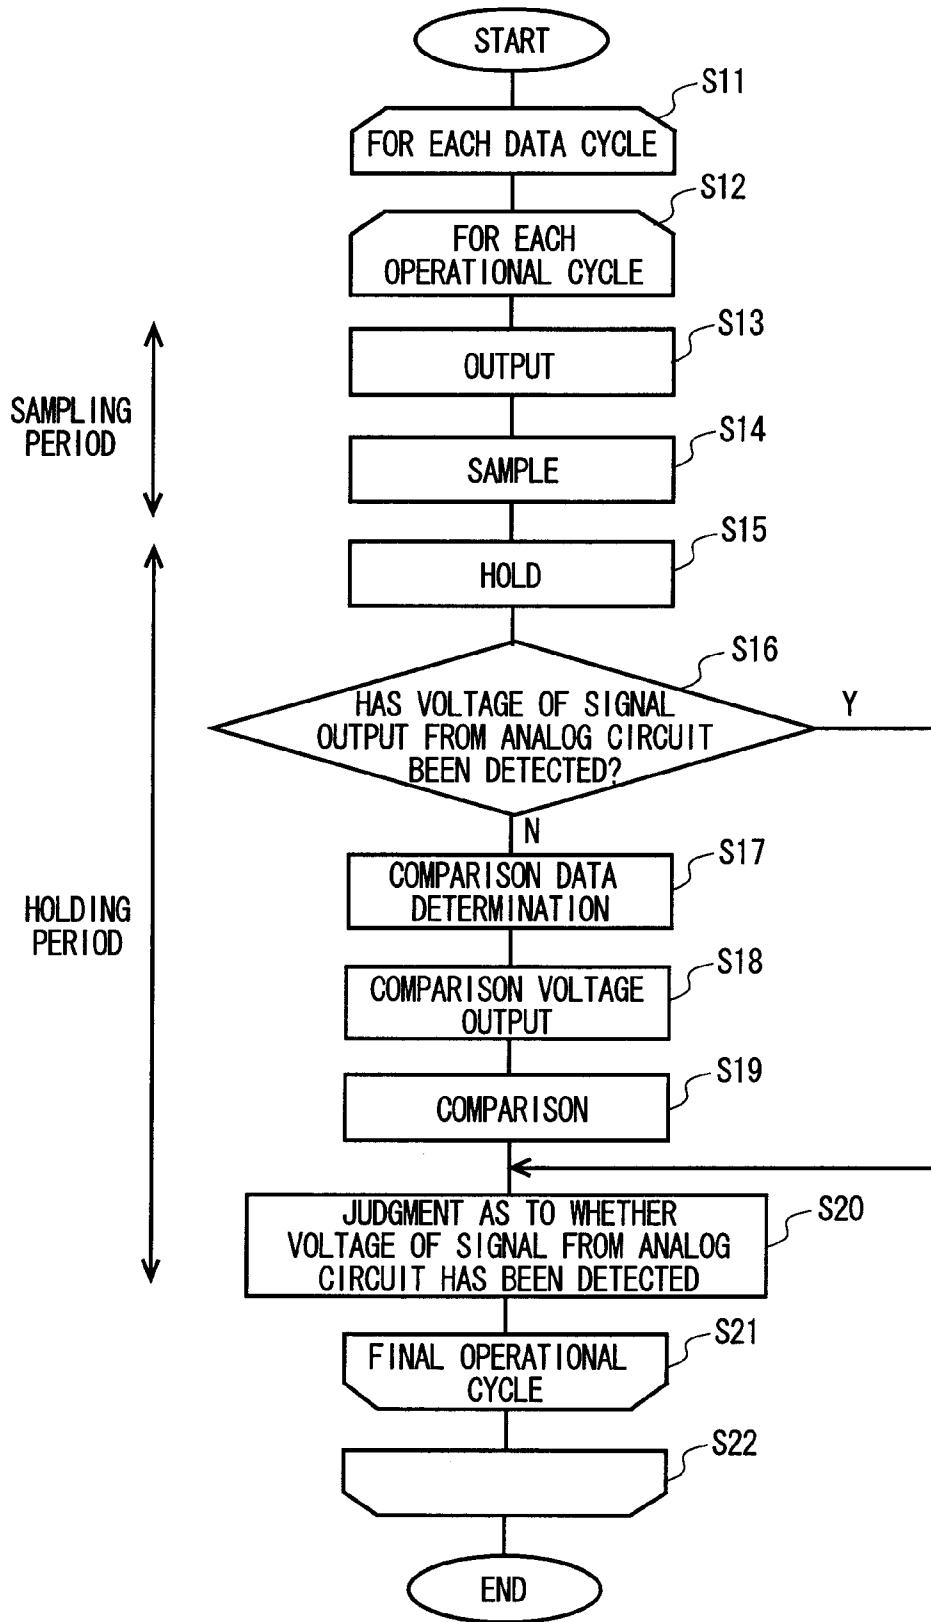 START
S11
FOR EACH DATA CYCLE
S12
FOR EACH
OPERATIONAL CYCLE
S13
OUTPUT
SAMPLING
PERIOD
S14
SAMPLE
S15
HOLD
S16
HAS VOLTAGE OF SIGNAL
OUTPUT FROM ANALOG CIRCUIT
BEEN DETECTED?
Y
N
S17
COMPARISON DATA
DETERMINATION
HOLDING
PERIOD
S18
COMPARISON VOLTAGE
OUTPUT
S19
COMPARISON
S20
JUDGMENT AS TO WHETHER
VOLTAGE OF SIGNAL FROM ANALOG
CIRCUIT HAS BEEN DETECTED
S21
FINAL OPERATIONAL
CYCLE
S22
END